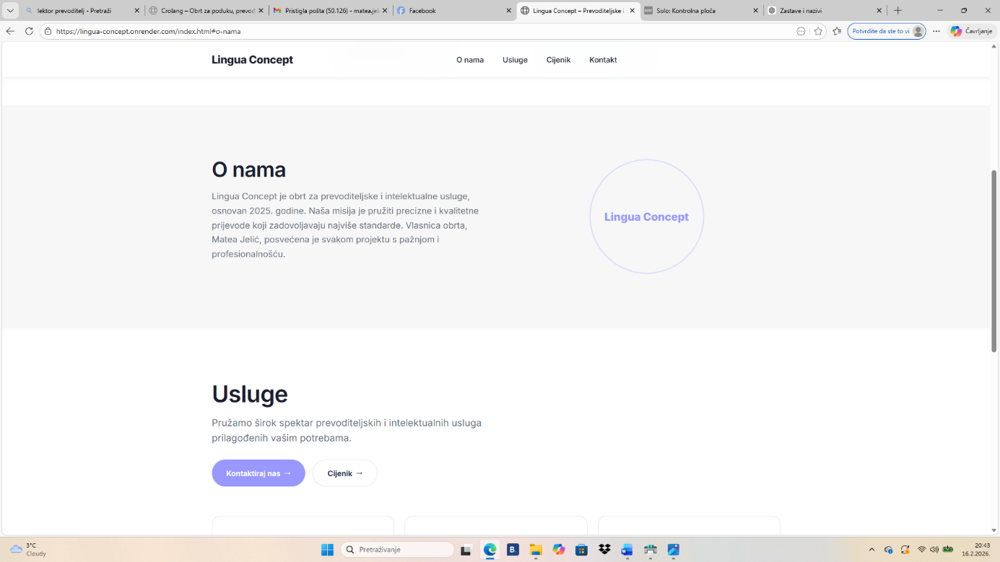 lektor prevoditelj - Pretraži
Crolang – Obrt za poduku, prevod
Pristigla pošta (50.126) - matea.jeli
Facebook
Lingua Concept – Prevoditeljske i
Solo: Kontrolna ploča
Zastave i nazivi
https://lingua-concept.onrender.com/index.html#o-nama
Potvrdite da ste to vi
Čavrljanje
Lingua Concept
O nama
Usluge
Cijenik
Kontakt
O nama
Lingua Concept je obrt za prevoditeljske i intelektualne usluge,
osnovan 2025. godine. Naša misija je pružiti precizne i kvalitetne
prijevode koji zadovoljavaju najviše standarde. Vlasnica obrta,
Matea Jelić, posvećena je svakom projektu s pažnjom i
profesionalnošću.
Lingua Concept
Usluge
Pružamo širok spektar prevoditeljskih i intelektualnih usluga
prilagođenih vašim potrebama.
Kontaktiraj nas →
Cijenik →
3°C
Cloudy
Pretraživanje
B.
W
20:43
16.2.2026.